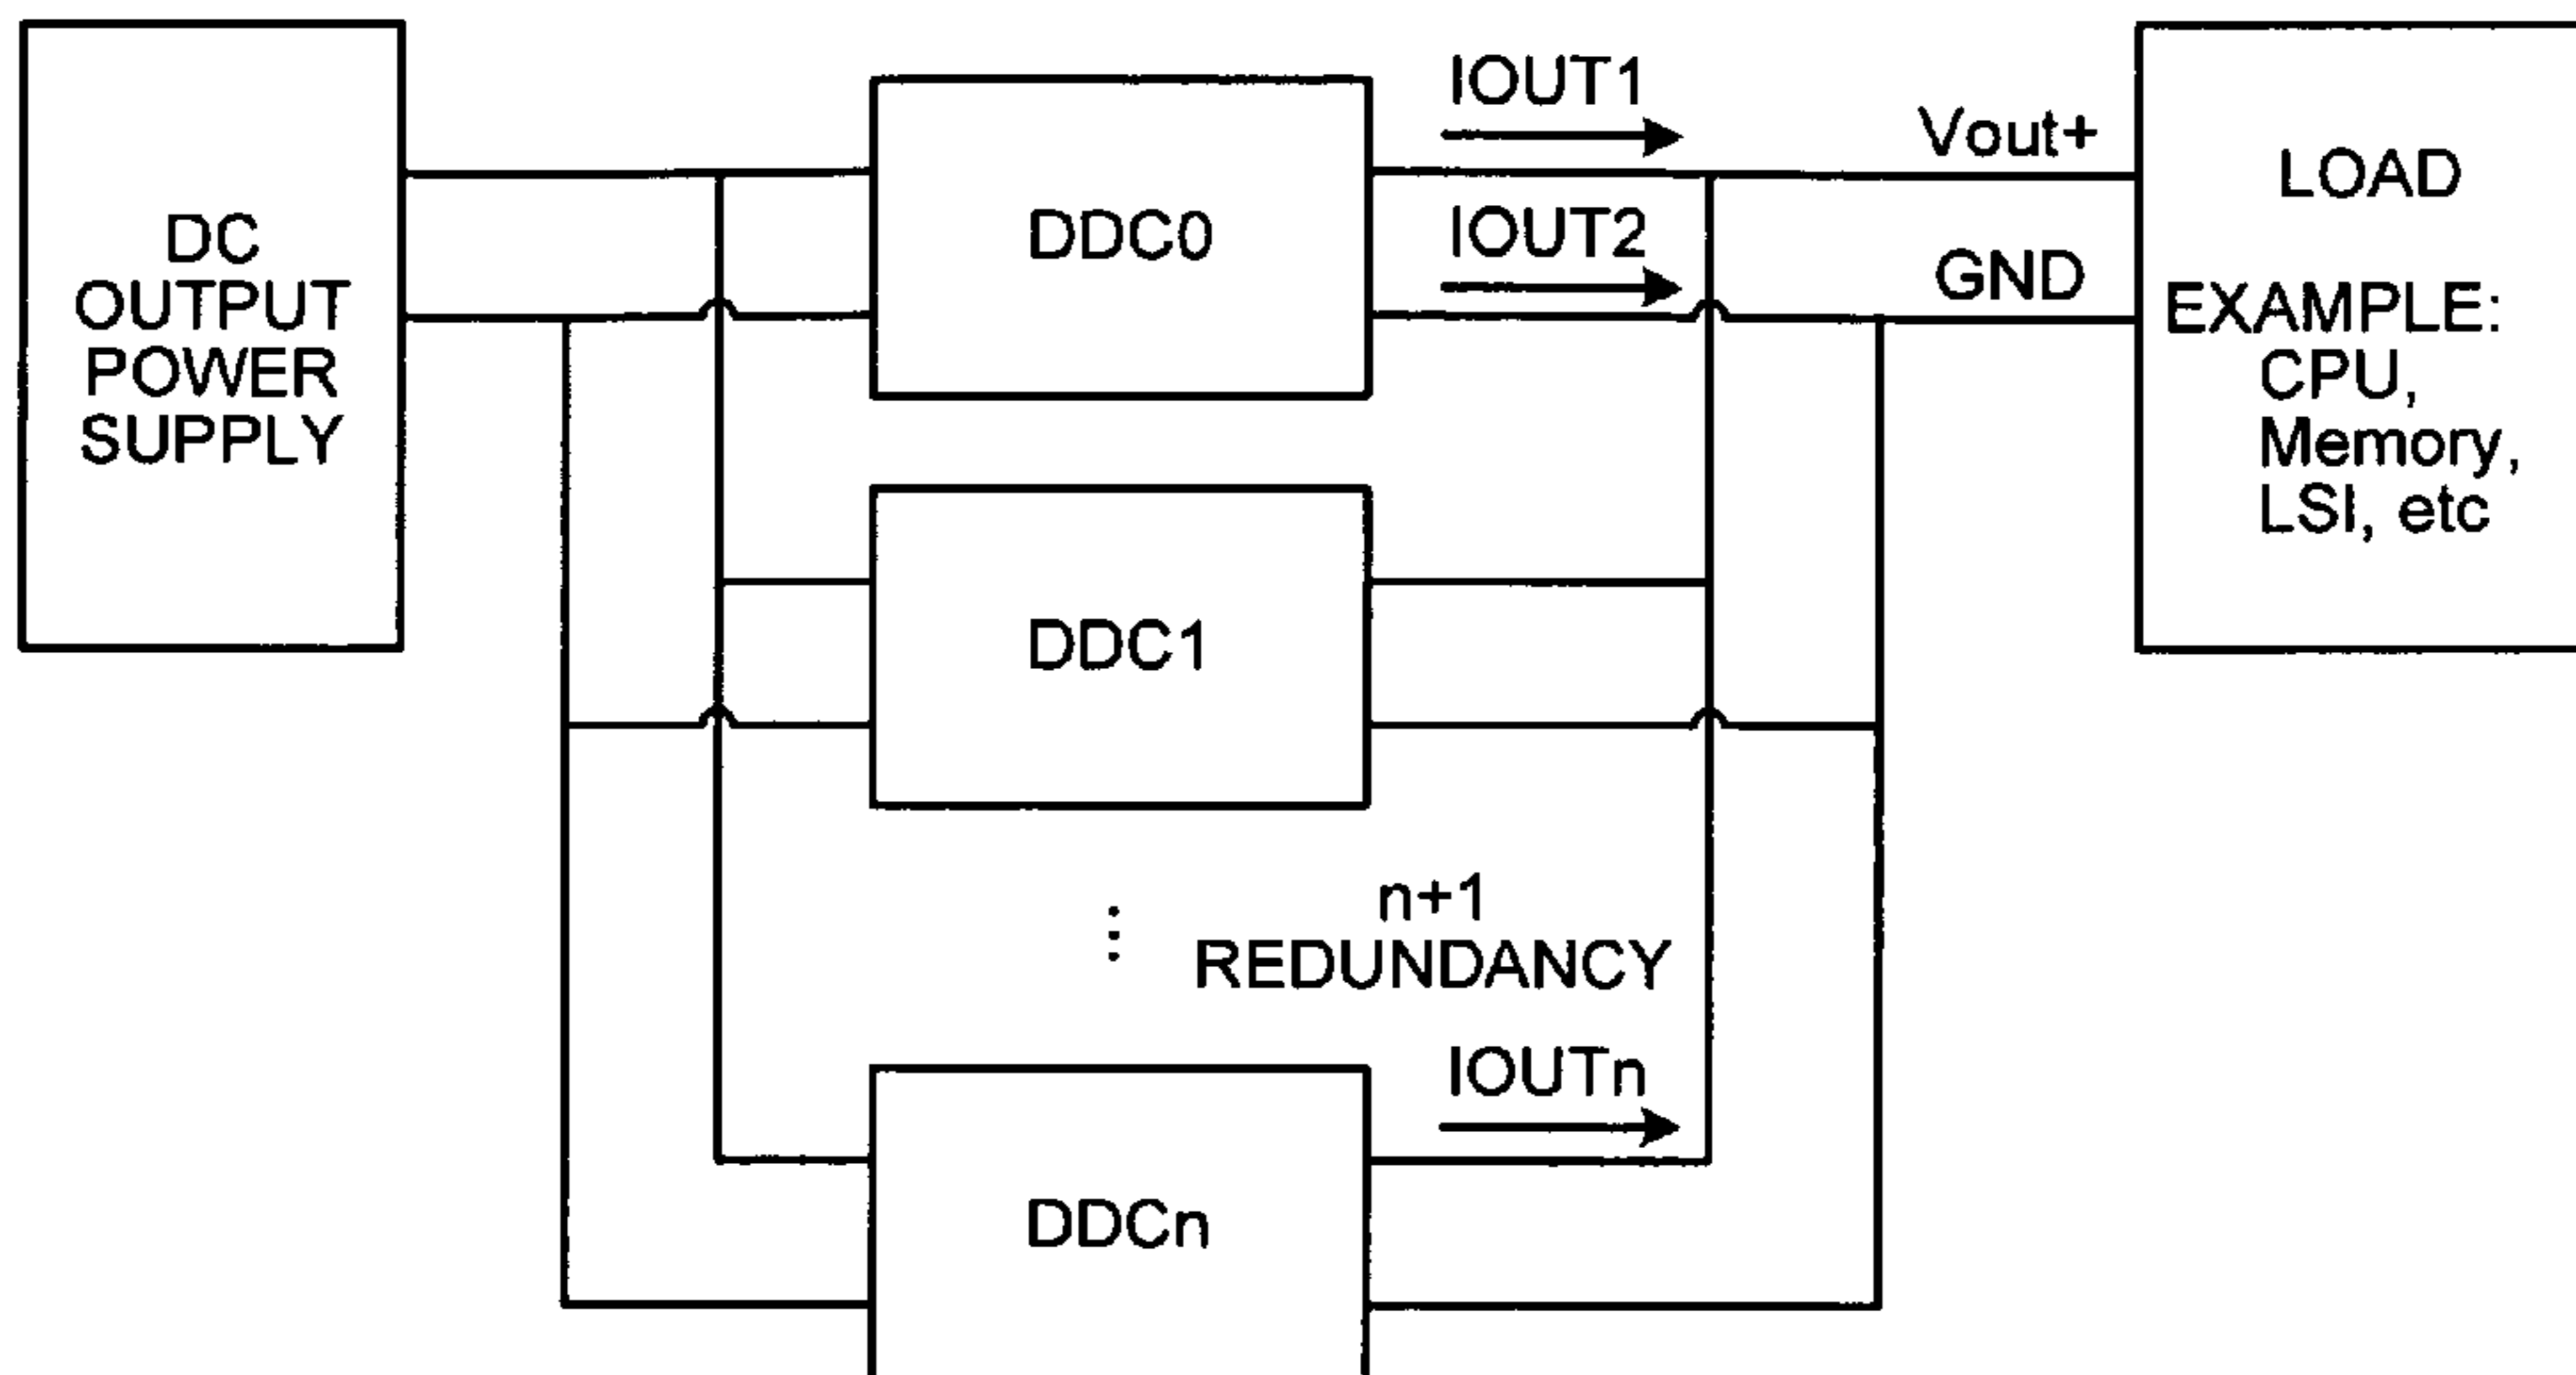 DC
OUTPUT
POWER
SUPPLY
DDC0
IOUT1
IOUT2
Vout+
GND
LOAD
EXAMPLE:
CPU,
Memory,
LSI, etc
DDC1
n+1
REDUNDANCY
IOUTn
DDCn